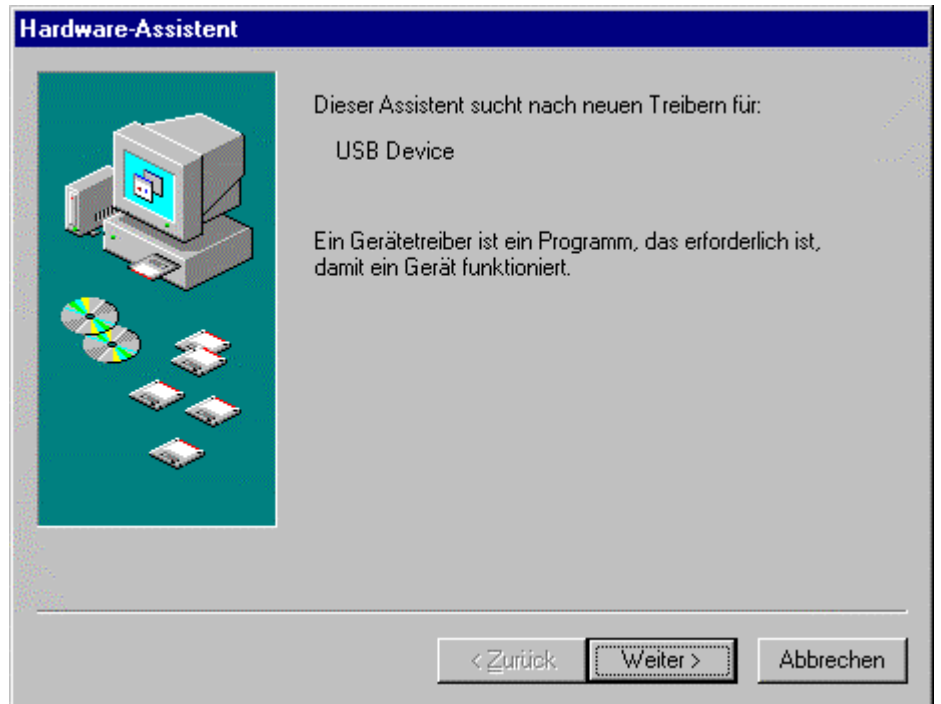 Hardware-Assistent
Dieser Assistent sucht nach neuen Treibern für:
USB Device
Ein Gerätetreiber ist ein Programm, das erforderlich ist,
damit ein Gerät funktioniert.
< Zurück
Weiter >
Abbrechen